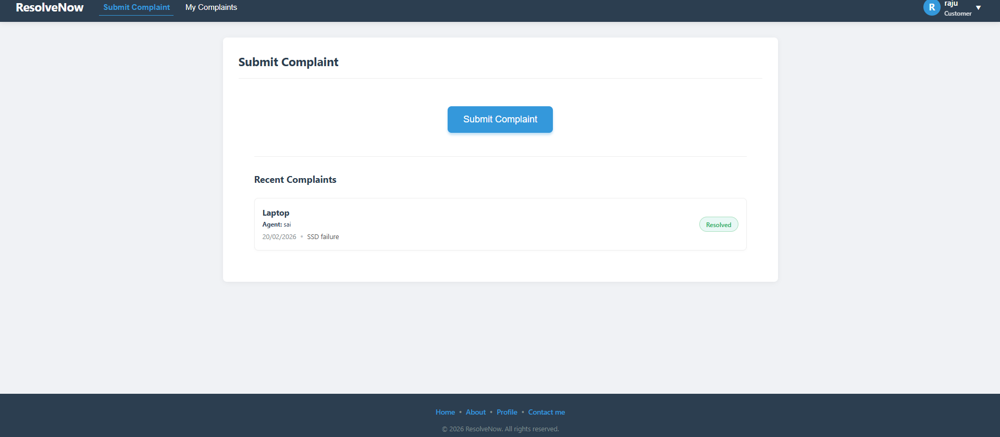 ResolveNow Submit Complaint My Complaints R raju ▼
Customer
Submit Complaint
Submit Complaint
Recent Complaints
Laptop
Agent: sai
Resolved
20/02/2026 • SSD failure
Home • About • Profile • Contact me
© 2026 ResolveNow. All rights reserved.